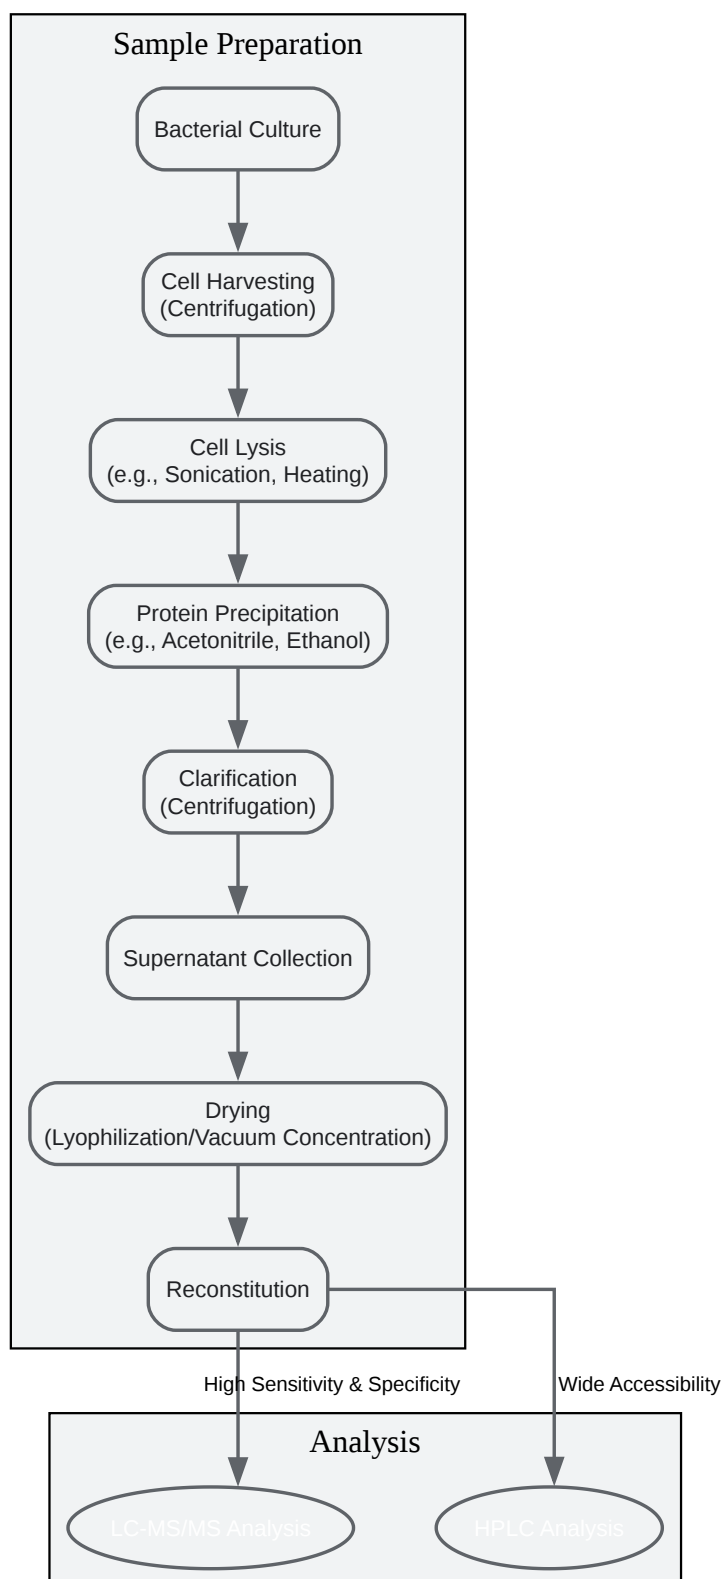 Sample Preparation
Bacterial Culture
Cell Harvesting
(Centrifugation)
Cell Lysis
(e.g., Sonication, Heating)
Protein Precipitation
(e.g., Acetonitrile, Ethanol)
Clarification
(Centrifugation)
Supernatant Collection
Drying
(Lyophilization/Vacuum Concentration)
Reconstitution
High Sensitivity & Specificity
Wide Accessibility
Analysis
LC-MS/MS Analysis
HPLC Analysis